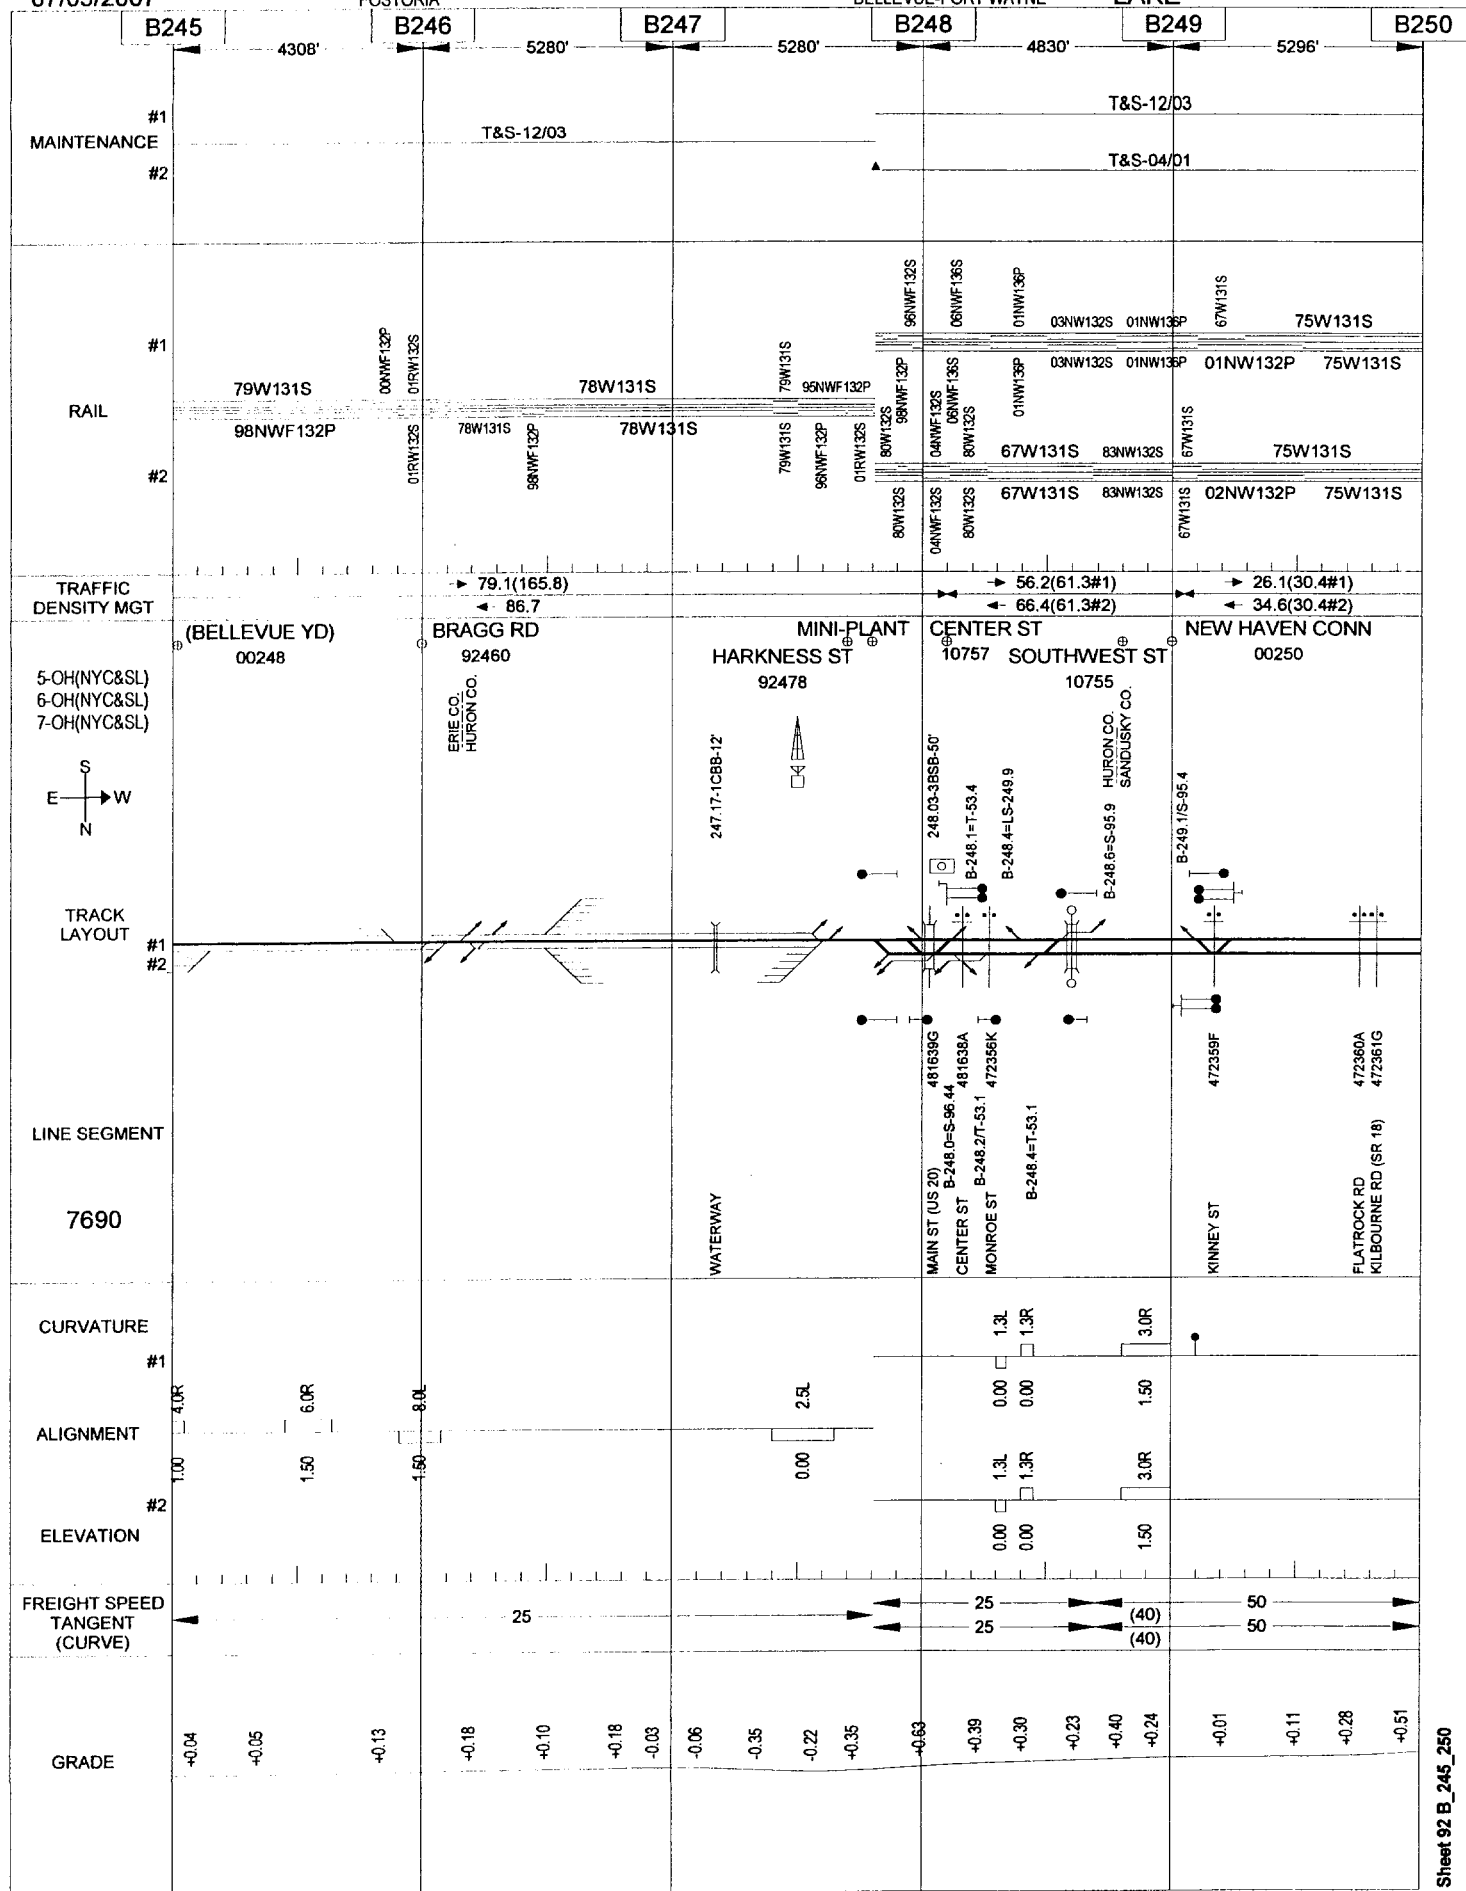 B245 B246 B247 B248 B249 B250
4308' 5280' 5280' 4830' 5296'
MAINTENANCE
#1
#2
T&S-12/03
T&S-12/03
T&S-04/01
RAIL
#1
#2
79W131S
00NWF132P
01RW132S
78W131S
79W131S
95NWF132P
98NWF132P
01RW132S
78W131S
98NWF132P
78W131S
79W131S
96NWF132P
01RW132S
96NWF132S
06NWF136S
01NW136P
03NW132S
01NW136P
67W131S
75W131S
98NWF132P
06NWF136S
01NW136P
03NW132S
01NW136P
01NW132P
75W131S
80W132S
04NWF132S
80W132S
67W131S
83NW132S
67W131S
75W131S
80W132S
04NWF132S
80W132S
67W131S
83NW132S
67W131S
02NW132P
75W131S
TRAFFIC
DENSITY MGT
79.1(165.8)
86.7
56.2(61.3#1)
66.4(61.3#2)
26.1(30.4#1)
34.6(30.4#2)
(BELLEVUE YD)
00248
BRAGG RD
92460
MINI-PLANT
HARKNESS ST
92478
CENTER ST
10757
SOUTHWEST ST
10755
NEW HAVEN CONN
00250
5-OH(NYC&SL)
6-OH(NYC&SL)
7-OH(NYC&SL)
S
E W
N
ERIE CO.
HURON CO.
247.17-1CBB-12'
248.03-3BSB-50'
B-248.1=T-53.4
B-248.4=LS-249.9
B-248.6=S-95.9
HURON CO.
SANDUSKY CO.
B-249.1/S-95.4
TRACK
LAYOUT
#1
#2
LINE SEGMENT
7690
WATERWAY
MAIN ST (US 20) 481639G
B-248.0=S-96.44
CENTER ST 481638A
B-248.2/T-53.1
MONROE ST 472356K
B-248.4=T-53.1
KINNEY ST 472359F
FLATROCK RD 472360A
KILBOURNE RD (SR 18) 472361G
CURVATURE
#1
ALIGNMENT
#2
ELEVATION
4.0R 6.0R 8.0L 2.5L
1.00 1.50 1.50 0.00
1.3L 1.3R 3.0R
0.00 0.00 1.50
1.3L 1.3R 3.0R
0.00 0.00 1.50
FREIGHT SPEED
TANGENT
(CURVE)
25
25 50
(40)
25 50
(40)
GRADE
+0.04 +0.05 +0.13 +0.18 +0.10 +0.18 -0.03 -0.06 -0.35 -0.22 +0.35 +0.63 +0.39 +0.30 +0.23 +0.40 +0.24 +0.01 +0.11 +0.28 +0.51
Sheet 92 B_245_250